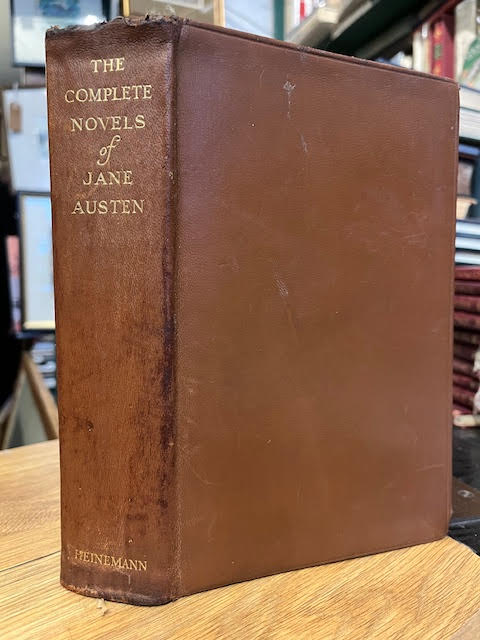 THE
COMPLETE
NOVELS
of
JANE
AUSTEN
HEINEMANN